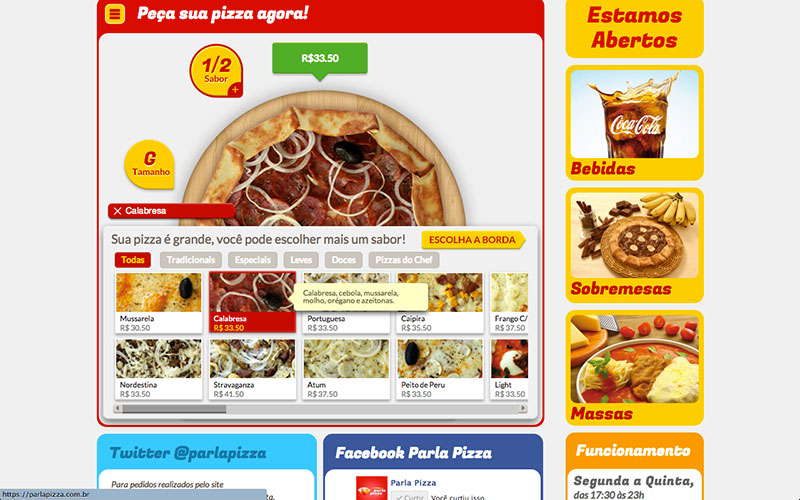 Peça sua pizza agora!
R$33.50
1/2
Sabor
+
G
Tamanho
Calabresa
Sua pizza é grande, você pode escolher mais um sabor!
ESCOLHA A BORDA
Todas
Tradicionais
Especiais
Leves
Doces
Pizzas do Chef
Calabresa, cebola, mussarela,
molho, orégano e azeitonas.
Mussarela
R$ 30.50
Calabresa
R$ 33.50
Portuguesa
R$ 33.50
Caipira
R$ 35.50
Frango C/
R$ 37.50
Nordestina
R$ 33.50
Stravaganza
R$ 41.50
Atum
R$ 37.50
Peito de Peru
R$ 33.50
Light
R$ 33.50
Estamos
Abertos
Coca-Cola
Bebidas
Sobremesas
Massas
Twitter @parlapizza
Para pedidos realizados pelo site
Facebook Parla Pizza
parla
pizza
Parla Pizza
Curtir
Você curtiu isso.
Funcionamento
Segunda a Quinta,
das 17:30 à 23h
https://parlapizza.com.br